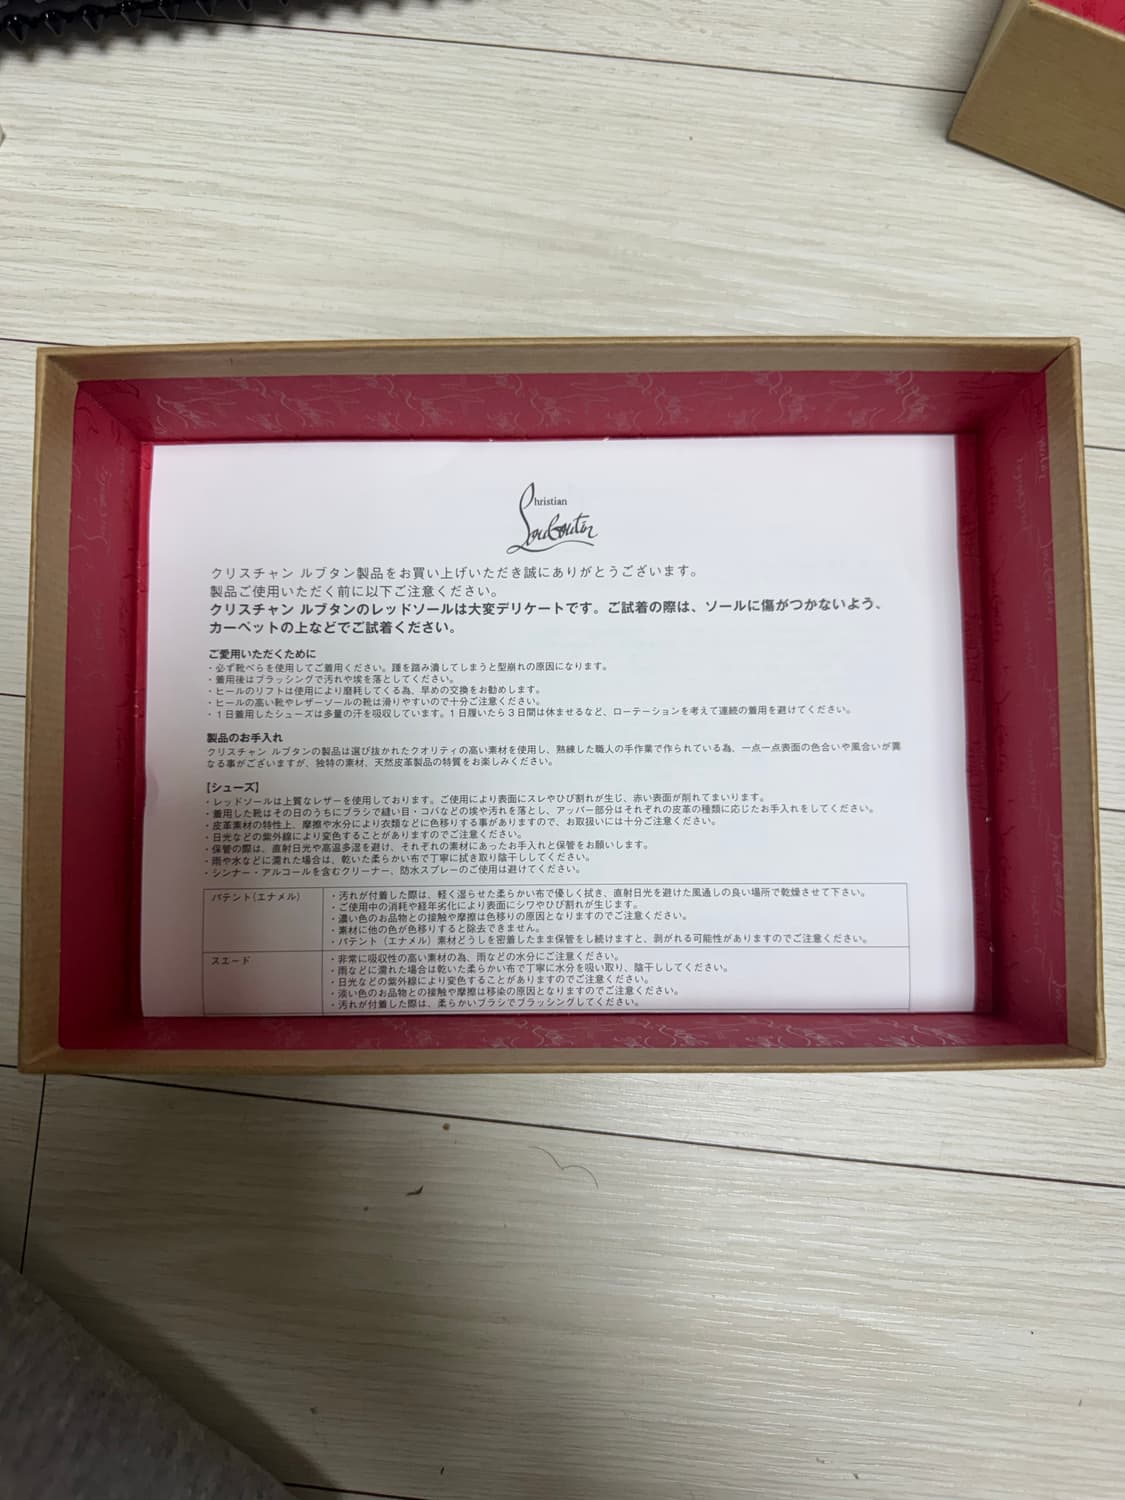 Christian
Louboutin
クリスチャン ルブタン製品をお買い上げいただき誠にありがとうございます。
製品ご使用いただく前に以下ご注意ください。
クリスチャン ルブタンのレッドソールは大変デリケートです。ご試着の際は、ソールに傷がつかないよう、
カーペットの上などでご試着ください。
ご愛用いただくために
・必ず靴べらを使用してご着用ください。踵を踏み潰してしまうと型崩れの原因になります。
・着用後はブラッシングで汚れや埃を落としてください。
・ヒールのリフトは使用により磨耗してくる為、早めの交換をお勧めします。
・ヒールの高い靴やレザーソールの靴は滑りやすいので十分ご注意ください。
・1日着用したシューズは多量の汗を吸収しています。1日履いたら3日間は休ませるなど、ローテーションを考えて連続の着用を避けてください。
製品のお手入れ
クリスチャン ルブタンの製品は選び抜かれたクオリティの高い素材を使用し、熟練した職人の手作業で作られている為、一点一点表面の色合いや風合いが異
なる事がございますが、独特の素材、天然皮革製品の特質をお楽しみください。
【シューズ】
・レッドソールは上質なレザーを使用しております。ご使用により表面にスレやひび割れが生じ、赤い表面が削れてまいります。
・着用した靴はその日のうちにブラシで縫い目・コバなどの埃や汚れを落とし、アッパー部分はそれぞれの皮革の種類に応じたお手入れをしてください。
・皮革素材の特性上、摩擦や水分により衣類などに色移りする事がありますので、お取扱いには十分ご注意ください。
・日光などの紫外線により変色することがありますのでご注意ください。
・保管の際は、直射日光や高温多湿を避け、それぞれの素材にあったお手入れと保管をお願いします。
・雨や水などに濡れた場合は、乾いた柔らかい布で丁寧に拭き取り陰干ししてください。
・シンナー・アルコールを含むクリーナー、防水スプレーのご使用は避けてください。
パテント(エナメル)
・汚れが付着した際は、軽く湿らせた柔らかい布で優しく拭き、直射日光を避けた風通しの良い場所で乾燥させて下さい。
・ご使用中の消耗や経年劣化により表面にシワやひび割れが生じます。
・濃い色のお品物との接触や摩擦は色移りの原因となりますのでご注意ください。
・素材に他の色が色移りすると除去できません。
・パテント（エナメル）素材どうしを密着したまま保管をし続けますと、剥がれる可能性がありますのでご注意ください。
スエード
・非常に吸収性の高い素材の為、雨などの水分にご注意ください。
・雨などに濡れた場合は乾いた柔らかい布で丁寧に水分を吸い取り、陰干ししてください。
・日光などの紫外線により変色することがありますのでご注意ください。
・淡い色のお品物との接触や摩擦は移染の原因となりますのでご注意ください。
・汚れが付着した際は、柔らかいブラシでブラッシングしてください。